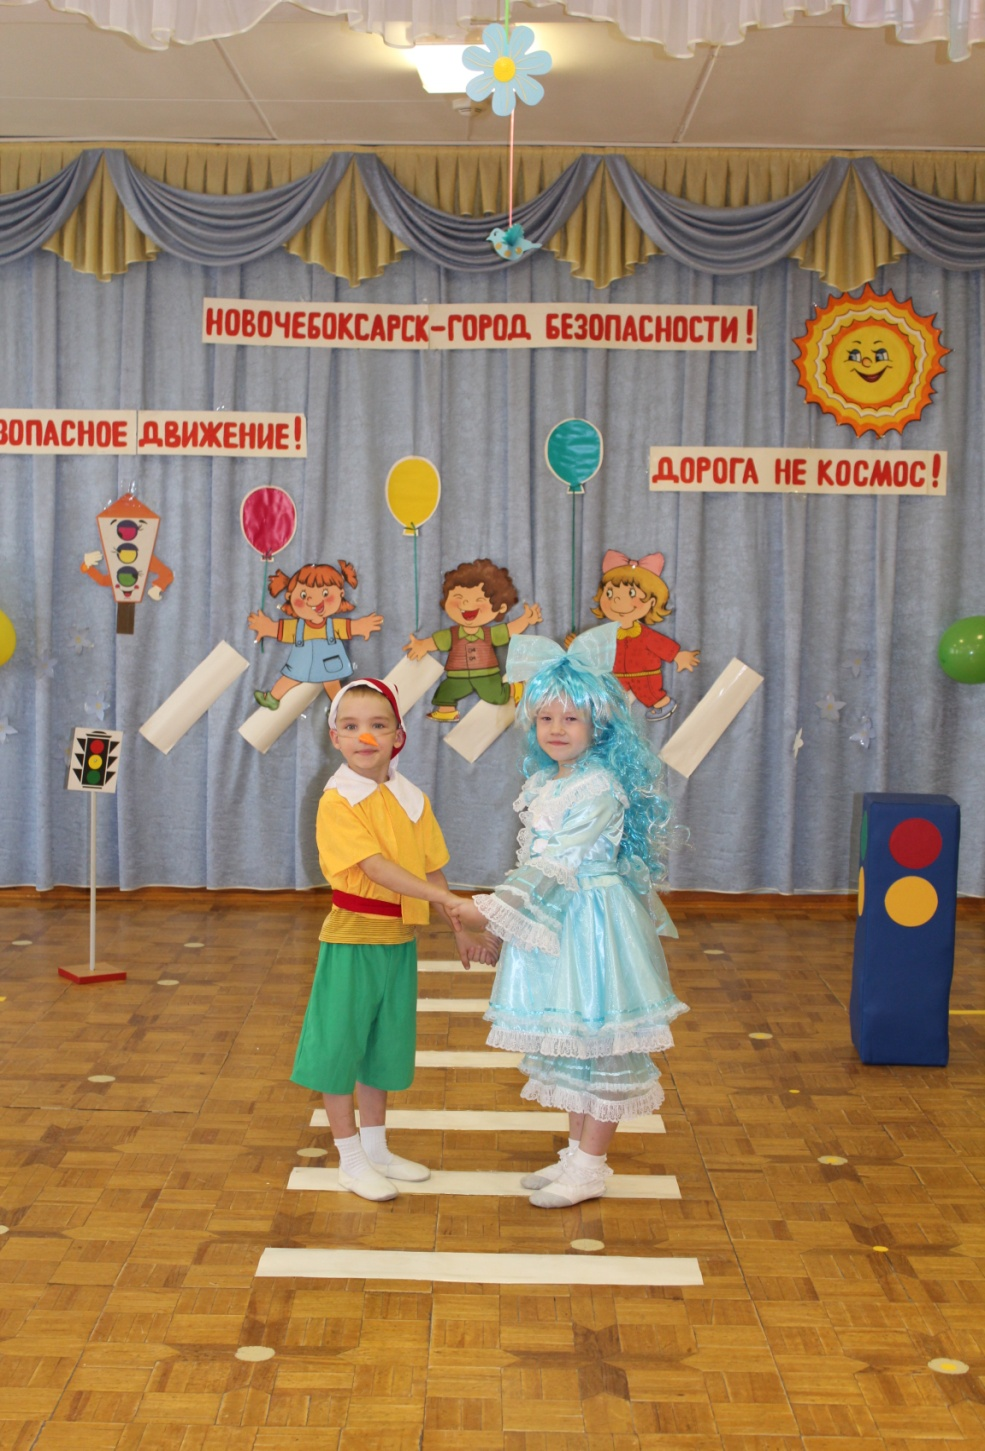 НОВОЧЕБОКСАРСК-ГОРОД БЕЗОПАСНОСТИ!
ЗОПАСНОЕ ДВИЖЕНИЕ!
ДОРОГА НЕ КОСМОС!